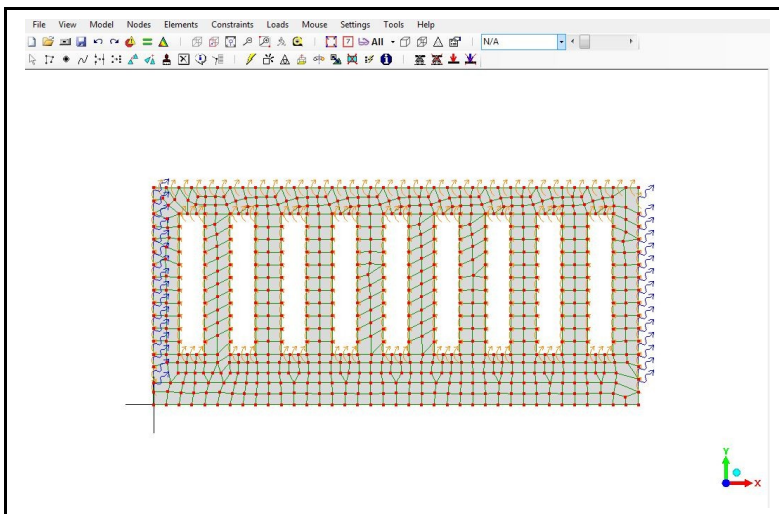 File View Model Nodes Elements Constraints Loads Mouse Settings Tools Help
All N/A
Y
X